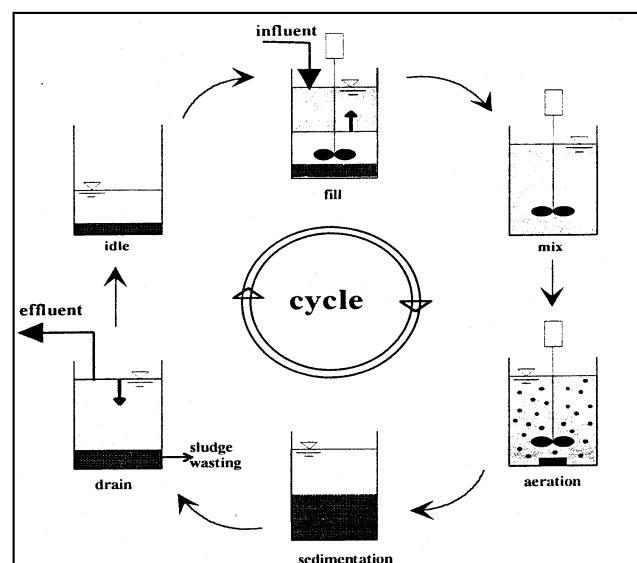 influent
fill
mix
aeration
sedimentation
sludge
wasting
drain
effluent
idle
cycle